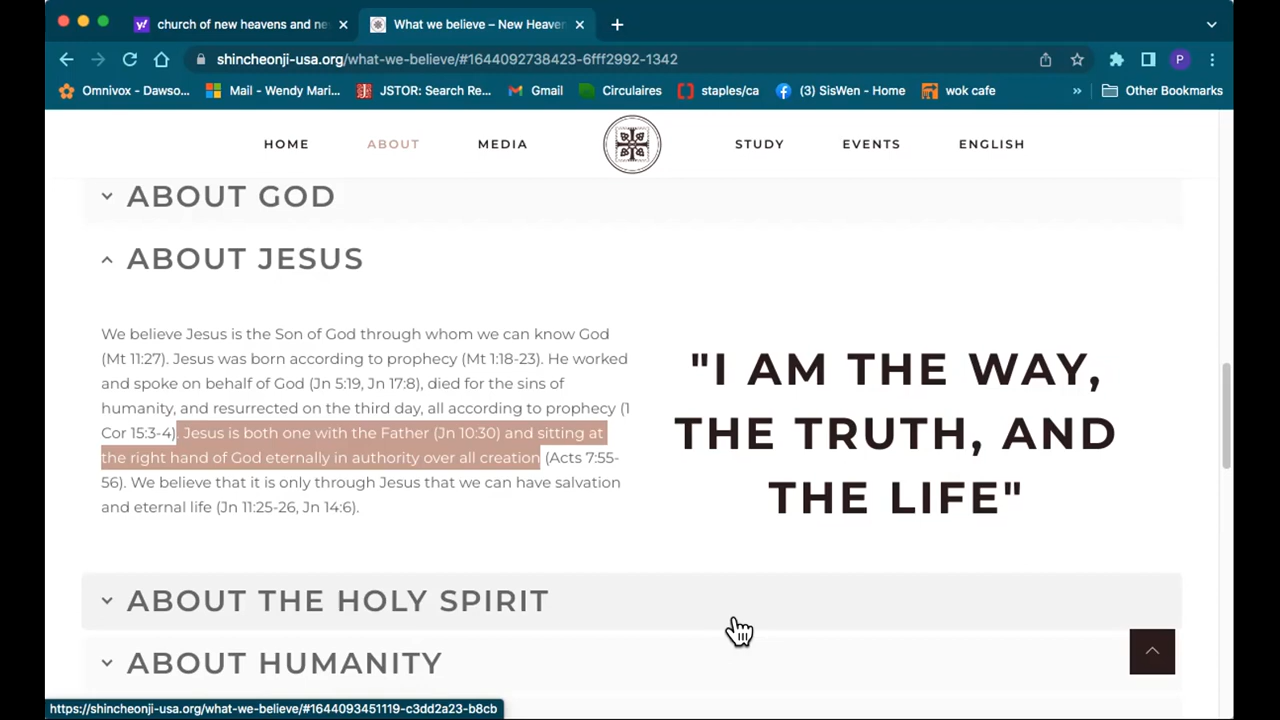 church of new heavens and ne
What we believe – New Heaven
shincheonji-usa.org/what-we-believe/#1644092738423-6fff2992-1342
P
Omnivox - Dawso...
Mail - Wendy Mari...
JSTOR: Search Re...
Gmail
Circulaires
staples/ca
(3) SisWen - Home
wok cafe
»
Other Bookmarks
HOME
ABOUT
MEDIA
STUDY
EVENTS
ENGLISH
ABOUT GOD
ABOUT JESUS
We believe Jesus is the Son of God through whom we can know God
(Mt 11:27). Jesus was born according to prophecy (Mt 1:18-23). He worked
and spoke on behalf of God (Jn 5:19, Jn 17:8), died for the sins of
humanity, and resurrected on the third day, all according to prophecy (1
Cor 15:3-4). Jesus is both one with the Father (Jn 10:30) and sitting at
the right hand of God eternally in authority over all creation (Acts 7:55-
56). We believe that it is only through Jesus that we can have salvation
and eternal life (Jn 11:25-26, Jn 14:6).
"I AM THE WAY,
THE TRUTH, AND
THE LIFE"
ABOUT THE HOLY SPIRIT
ABOUT HUMANITY
https://shincheonji-usa.org/what-we-believe/#1644093451119-c3dd2a23-b8cb